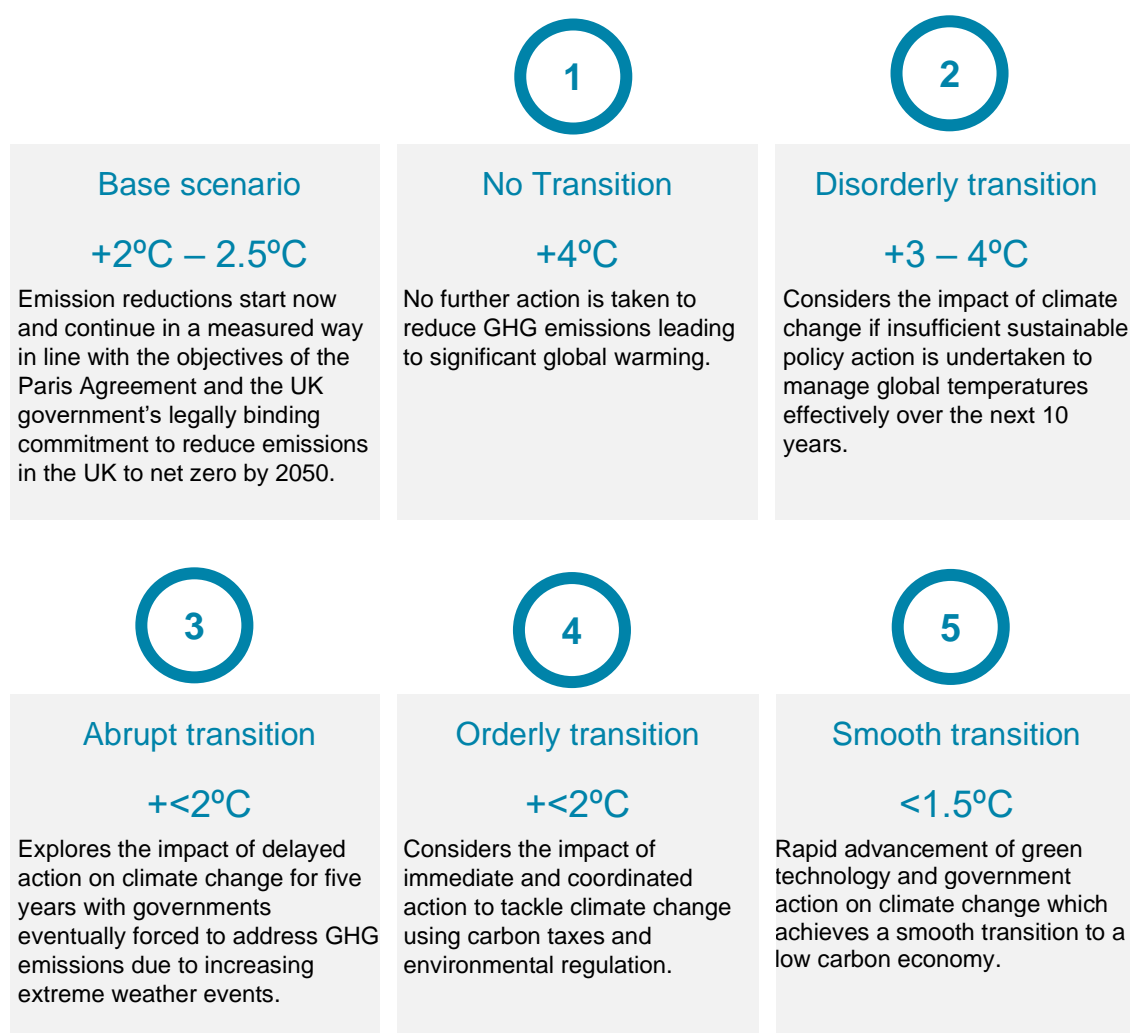 1
2
Base scenario
+2ºC – 2.5ºC
Emission reductions start now
and continue in a measured way
in line with the objectives of the
Paris Agreement and the UK
government’s legally binding
commitment to reduce emissions
in the UK to net zero by 2050.
No Transition
+4ºC
No further action is taken to
reduce GHG emissions leading
to significant global warming.
Disorderly transition
+3 – 4ºC
Considers the impact of climate
change if insufficient sustainable
policy action is undertaken to
manage global temperatures
effectively over the next 10
years.
3
4
5
Abrupt transition
+<2ºC
Explores the impact of delayed
action on climate change for five
years with governments
eventually forced to address GHG
emissions due to increasing
extreme weather events.
Orderly transition
+<2ºC
Considers the impact of
immediate and coordinated
action to tackle climate change
using carbon taxes and
environmental regulation.
Smooth transition
<1.5ºC
Rapid advancement of green
technology and government
action on climate change which
achieves a smooth transition to a
low carbon economy.